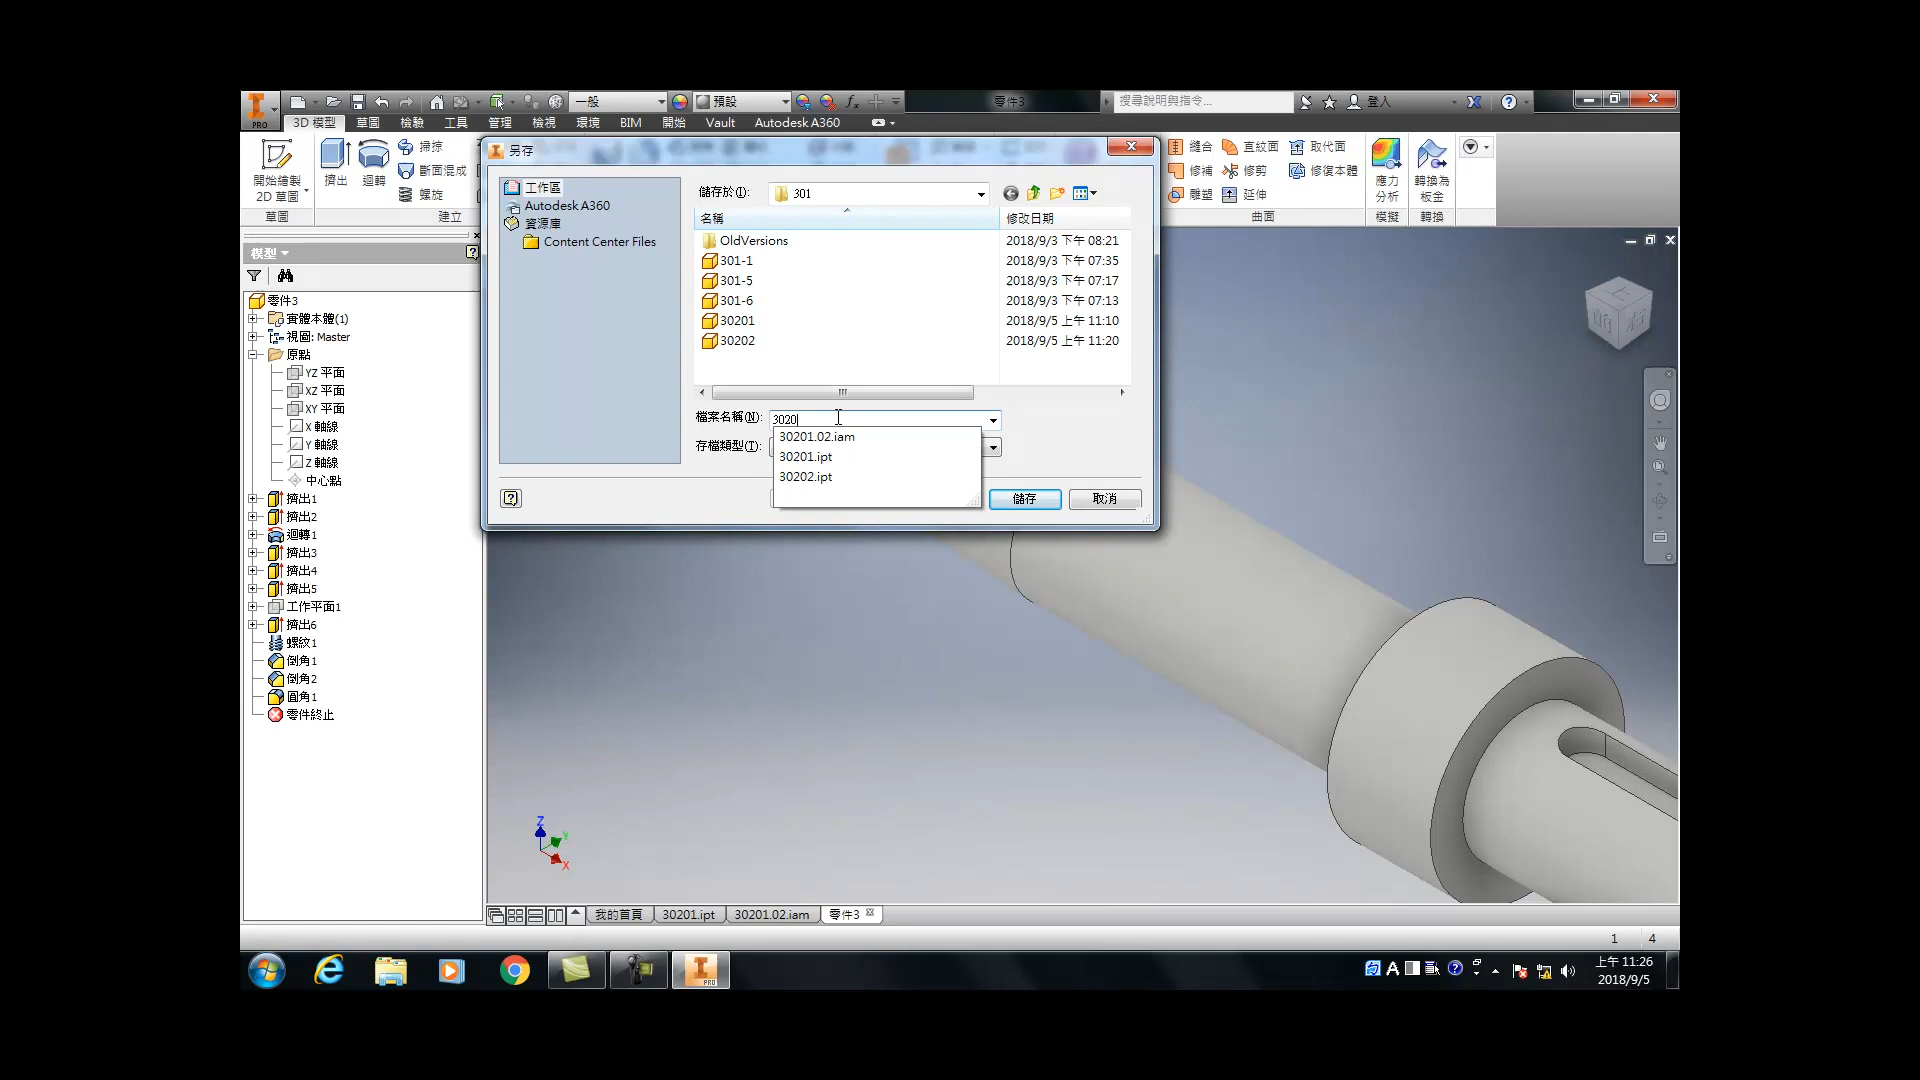 PRO
一般
預設
零件3
搜尋說明與指令...
登入
3D 模型
草圖
檢驗
工具
管理
檢視
環境
BIM
開始
Vault
Autodesk A360
開始繪製
2D 草圖
草圖
擠出
迴轉
掃掠
斷面混成
螺旋
建立
縫合
直紋面
取代面
修補
修剪
修復本體
雕塑
延伸
曲面
應力
分析
模擬
轉換為
板金
轉換
模型
零件3
實體本體(1)
視圖: Master
原點
YZ 平面
XZ 平面
XY 平面
X 軸線
Y 軸線
Z 軸線
中心點
擠出1
擠出2
迴轉1
擠出3
擠出4
擠出5
工作平面1
擠出6
螺紋1
倒角1
倒角2
圓角1
零件終止
另存
工作區
Autodesk A360
資源庫
Content Center Files
儲存於(I):
301
名稱
修改日期
OldVersions
2018/9/3 下午 08:21
301-1
2018/9/3 下午 07:35
301-5
2018/9/3 下午 07:17
301-6
2018/9/3 下午 07:13
30201
2018/9/5 上午 11:10
30202
2018/9/5 上午 11:20
檔案名稱(N):
3020
存檔類型(T):
30201.02.iam
30201.ipt
30202.ipt
儲存
取消
上
前
右
Z
Y
X
我的首頁
30201.ipt
30201.02.iam
零件3
1
4
PRO
A
上午 11:26
2018/9/5